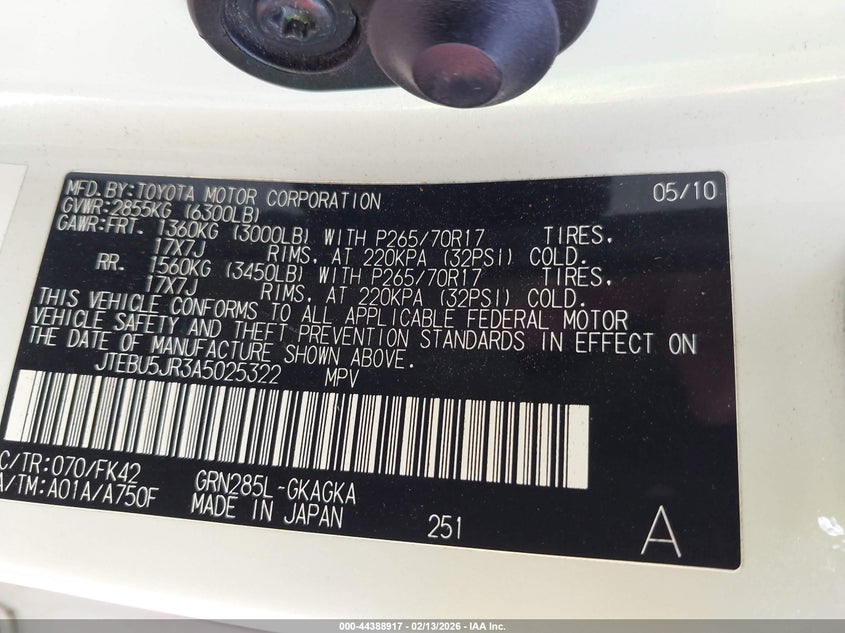 MFD. BY: TOYOTA MOTOR CORPORATION 05/10
GVWR: 2855KG (6300LB)
GAWR: FRT. 1360KG (3000LB) WITH P265/70R17 TIRES,
17X7J RIMS, AT 220KPA (32PSI) COLD.
RR. 1560KG (3450LB) WITH P265/70R17 TIRES,
17X7J RIMS, AT 220KPA (32PSI) COLD.
THIS VEHICLE CONFORMS TO ALL APPLICABLE FEDERAL MOTOR
VEHICLE SAFETY AND THEFT PREVENTION STANDARDS IN EFFECT ON
THE DATE OF MANUFACTURE SHOWN ABOVE.
JTEBU5JR3A5025322 MPV
C/TR: 070/FK42 GRN285L-GKAGKA
A/TM: A01A/A750F MADE IN JAPAN 251 A
000-44388917 - 02/13/2026 - IAA Inc.